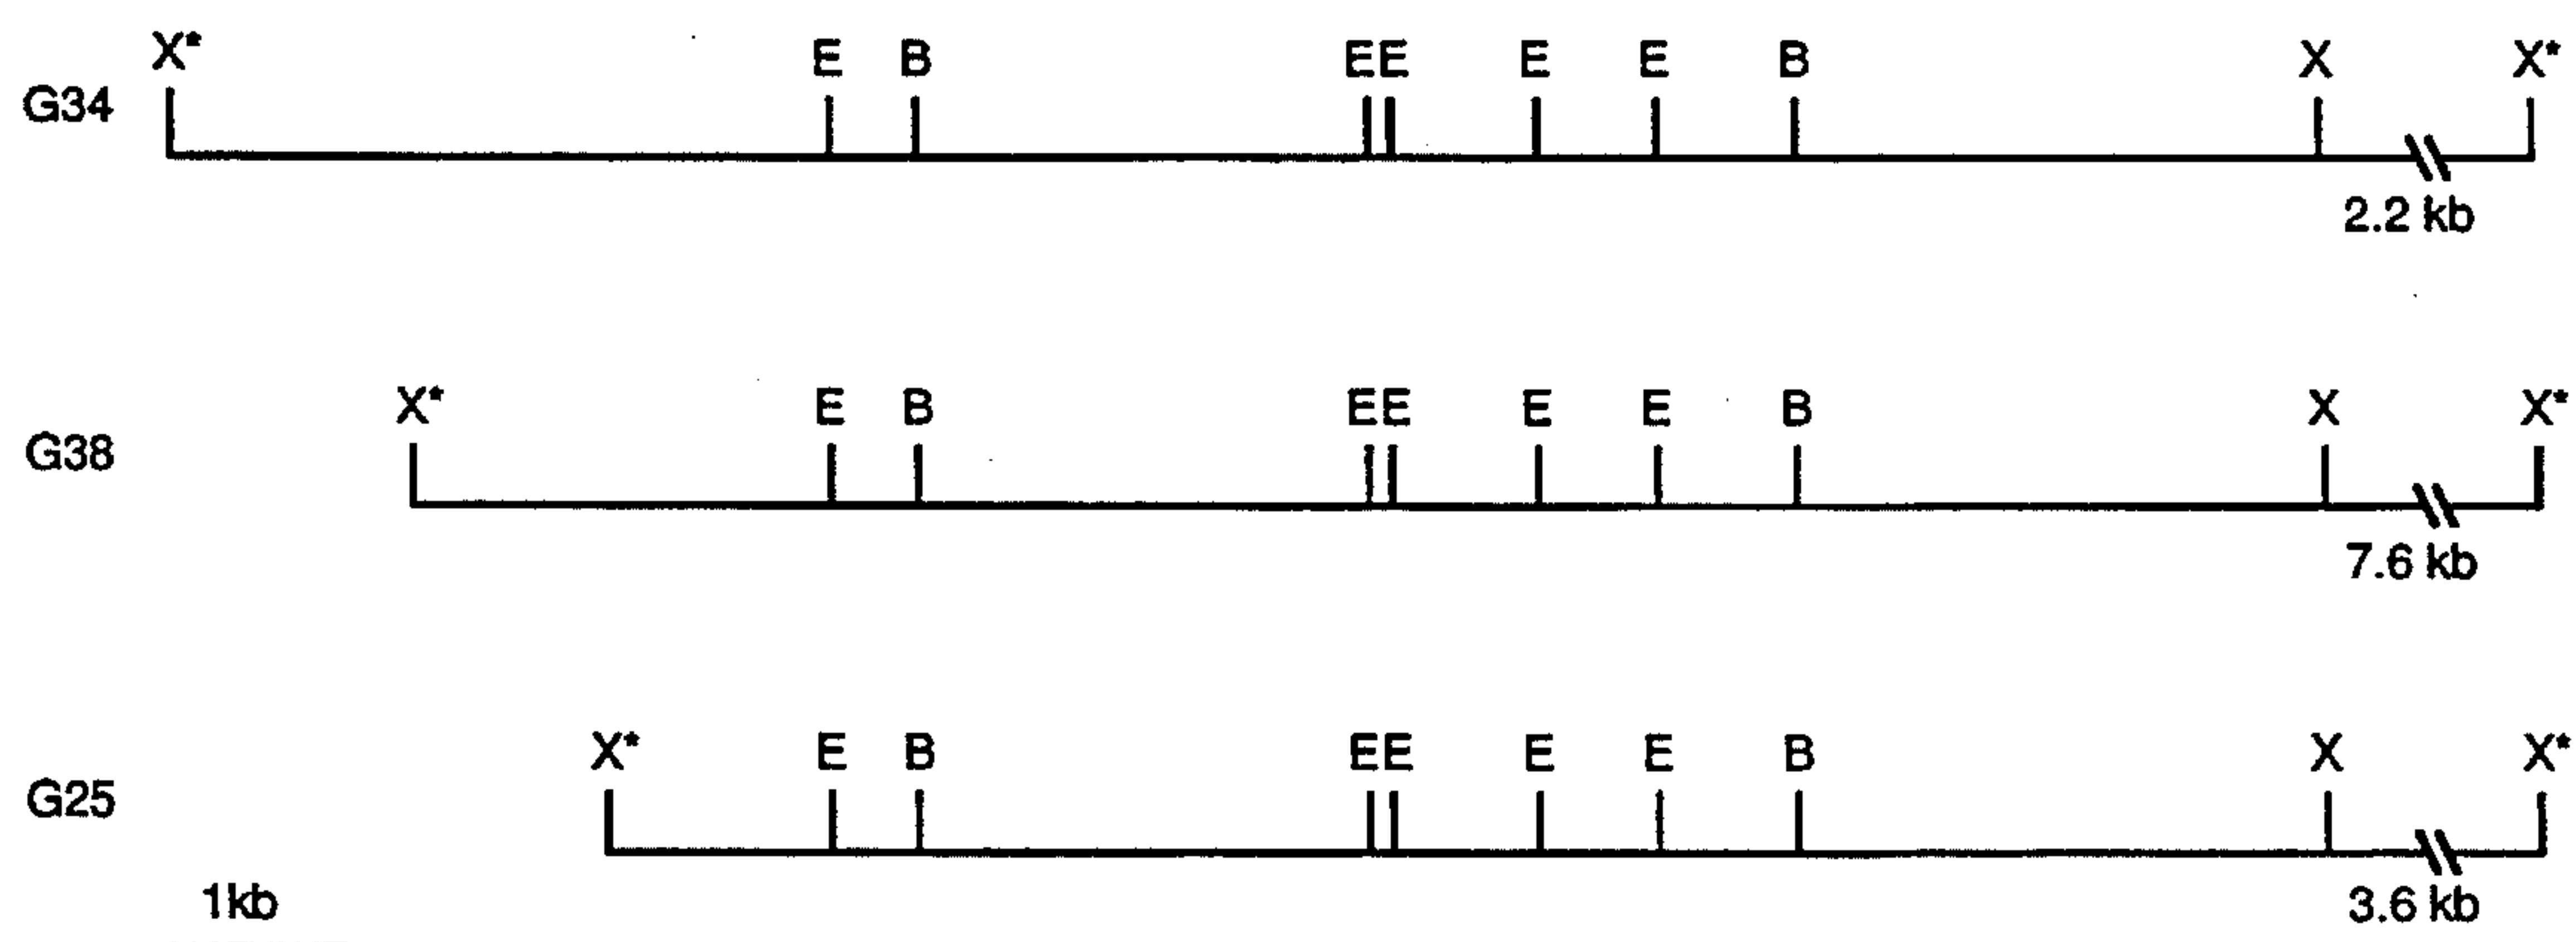 X* E B EE E E B X X*
G34
2.2 kb
X* E B EE E E B X X*
G38
7.6 kb
X* E B EE E E B X X*
G25
1kb
3.6 kb